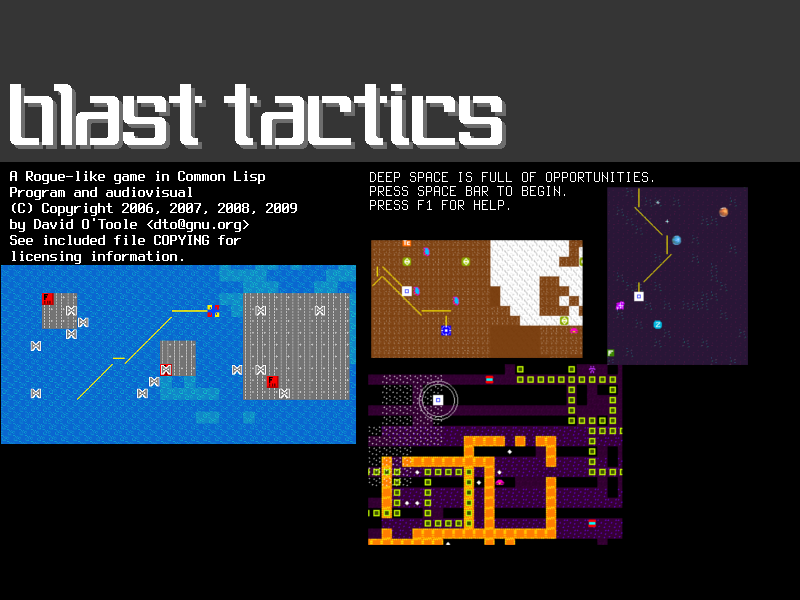 blast tactics
A Rogue-like game in Common Lisp
Program and audiovisual
(C) Copyright 2006, 2007, 2008, 2009
by David O'Toole <dto@gnu.org>
See included file COPYING for
licensing information.
DEEP SPACE IS FULL OF OPPORTUNITIES.
PRESS SPACE BAR TO BEGIN.
PRESS F1 FOR HELP.